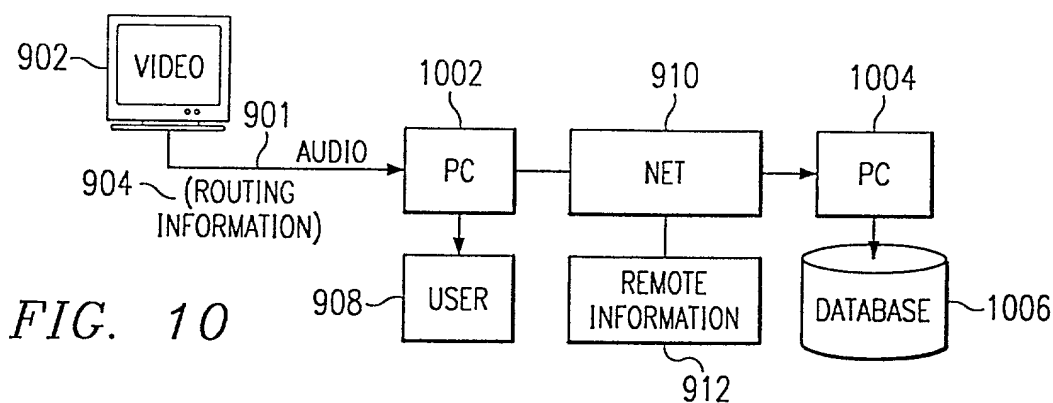 902
VIDEO
901
AUDIO
904
(ROUTING
INFORMATION)
1002
PC
910
NET
1004
PC
908
USER
REMOTE
INFORMATION
912
DATABASE
1006
FIG. 10